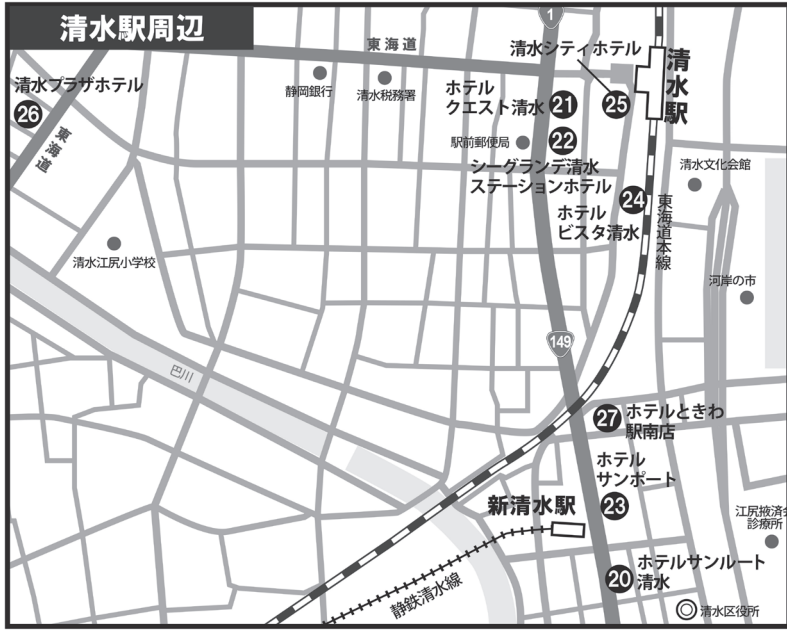 清水駅周辺
1
東海道
清水シティホテル
清水駅
静岡銀行
清水税務署
清水プラザホテル
26
ホテル
クエスト清水
21
25
東海道
駅前郵便局
22
シーグランデ清水
ステーションホテル
清水文化会館
24
ホテル
ビスタ清水
東海道本線
清水江尻小学校
河岸の市
149
巴川
27
ホテルときわ
駅南店
ホテル
サンポート
23
新清水駅
江尻掖済会
診療所
ホテルサンルート
清水
20
静鉄清水線
清水区役所